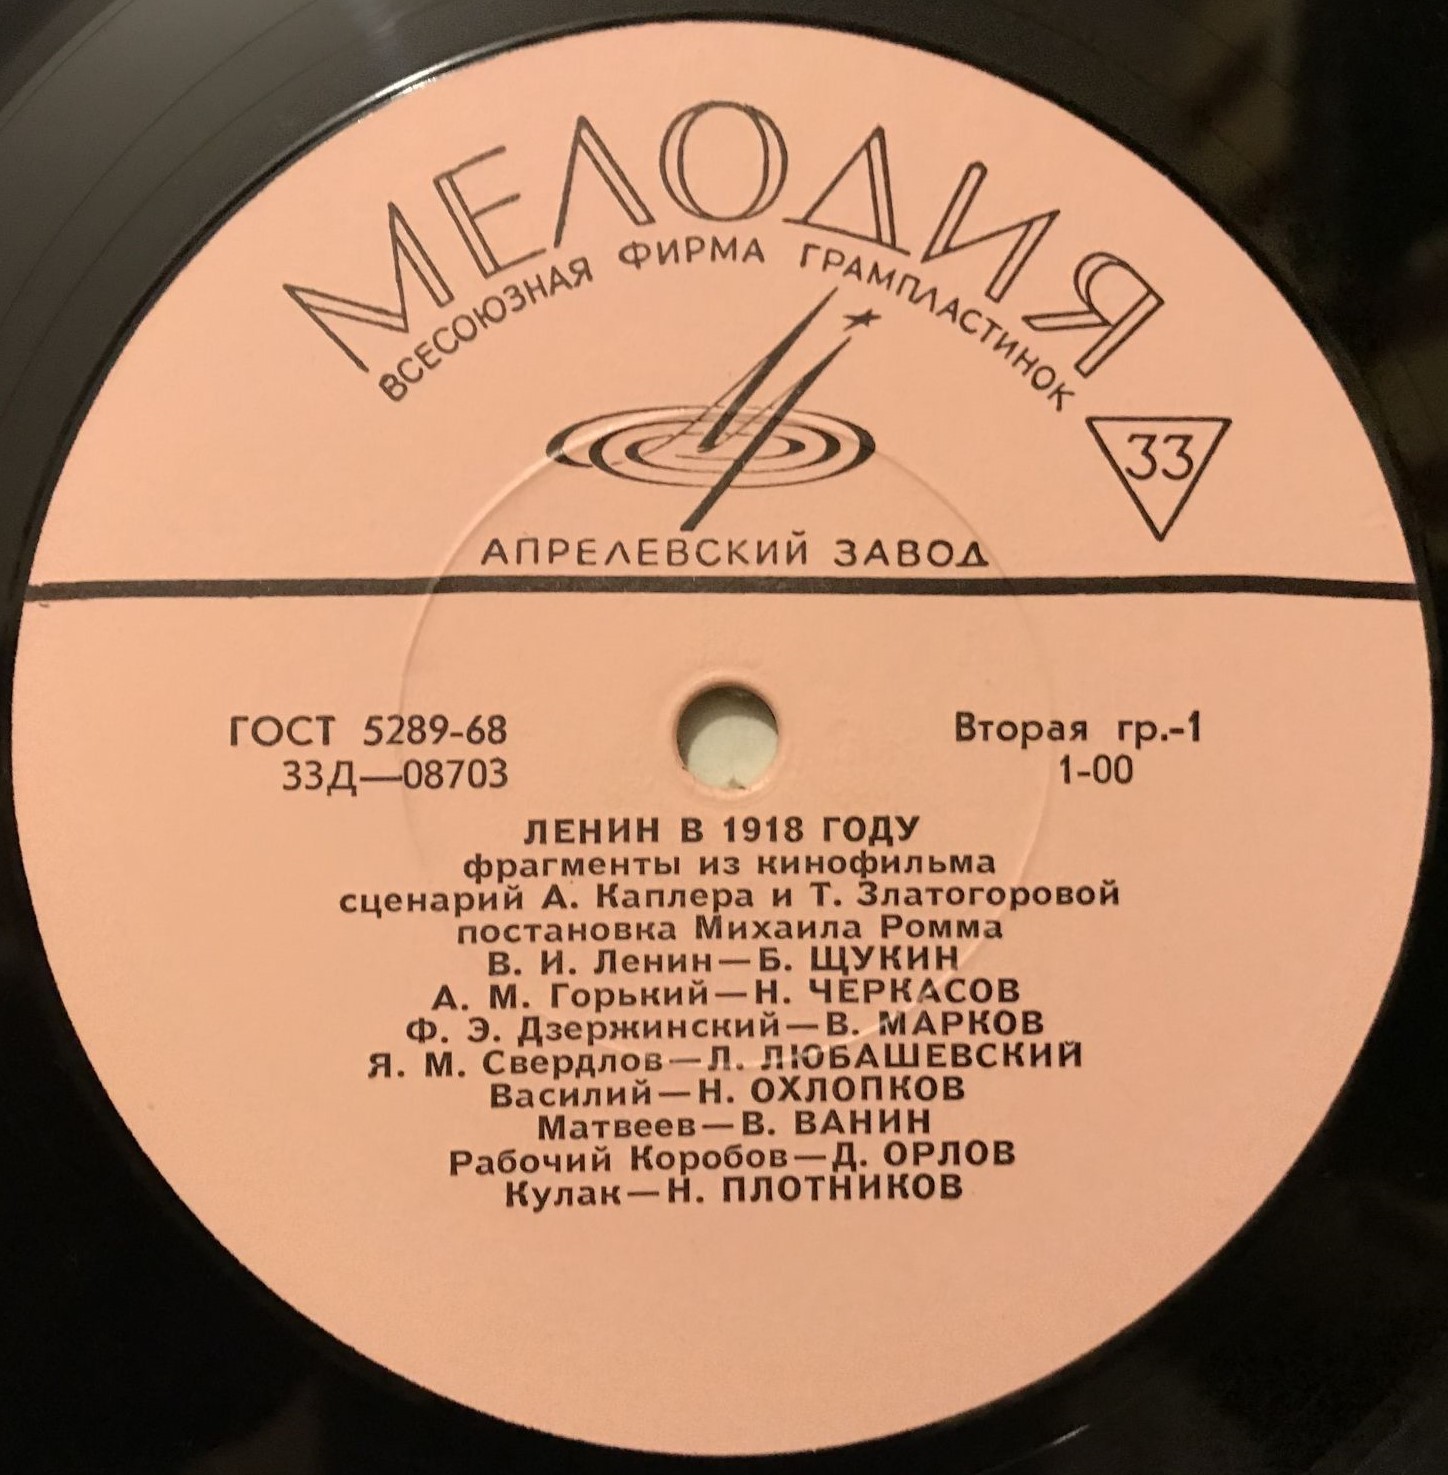 МЕЛОДИЯ
ВСЕСОЮЗНАЯ ФИРМА ГРАМПЛАСТИНОК
33
АПРЕЛЕВСКИЙ ЗАВОД
ГОСТ 5289-68
33Д—08703
Вторая гр.-1
1-00
ЛЕНИН В 1918 ГОДУ
фрагменты из кинофильма
сценарий А. Каплера и Т. Златогоровой
постановка Михаила Ромма
В. И. Ленин—Б. ЩУКИН
А. М. Горький—Н. ЧЕРКАСОВ
Ф. Э. Дзержинский—В. МАРКОВ
Я. М. Свердлов—Л. ЛЮБАШЕВСКИЙ
Василий—Н. ОХЛОПКОВ
Матвеев—В. ВАНИН
Рабочий Коробов—Д. ОРЛОВ
Кулак—Н. ПЛОТНИКОВ